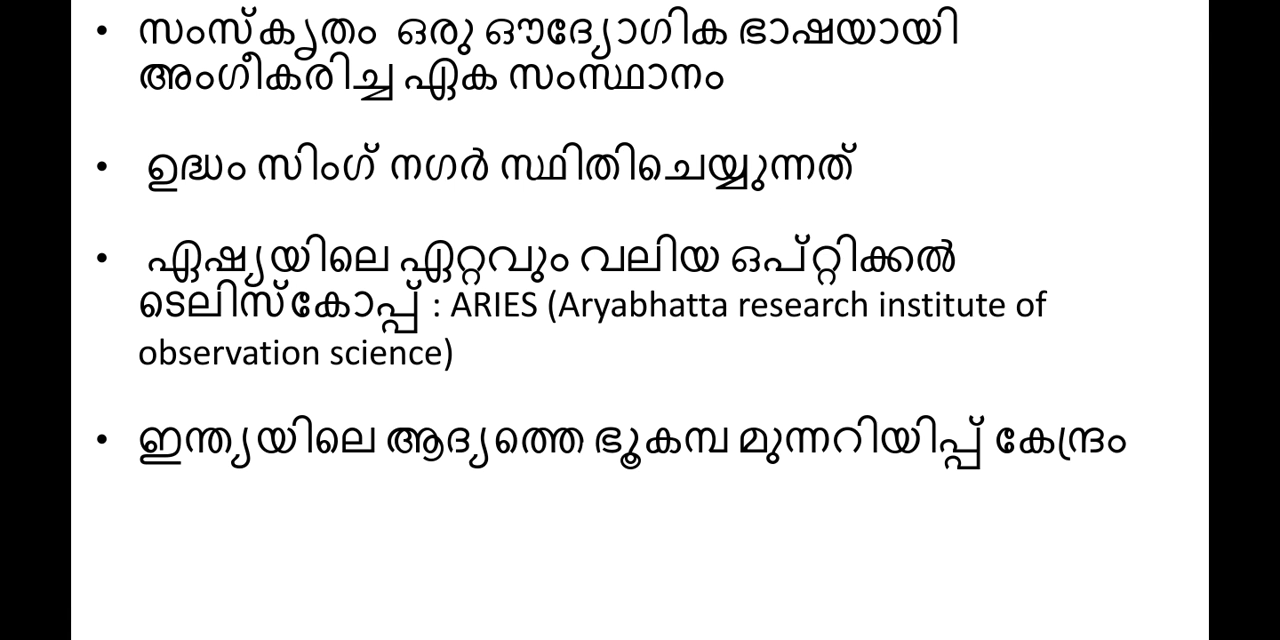 • സംസ്കൃതം ഒരു ഔദ്യോഗിക ഭാഷയായി
അംഗീകരിച്ച ഏക സംസ്ഥാനം
• ഉദ്ധം സിംഗ് നഗർ സ്ഥിതിചെയ്യുന്നത്
• ഏഷ്യയിലെ ഏറ്റവും വലിയ ഒപ്റ്റിക്കൽ
ടെലിസ്കോപ്പ് : ARIES (Aryabhatta research institute of
observation science)
• ഇന്ത്യയിലെ ആദ്യത്തെ ഭൂകമ്പ മുന്നറിയിപ്പ് കേന്ദ്രം